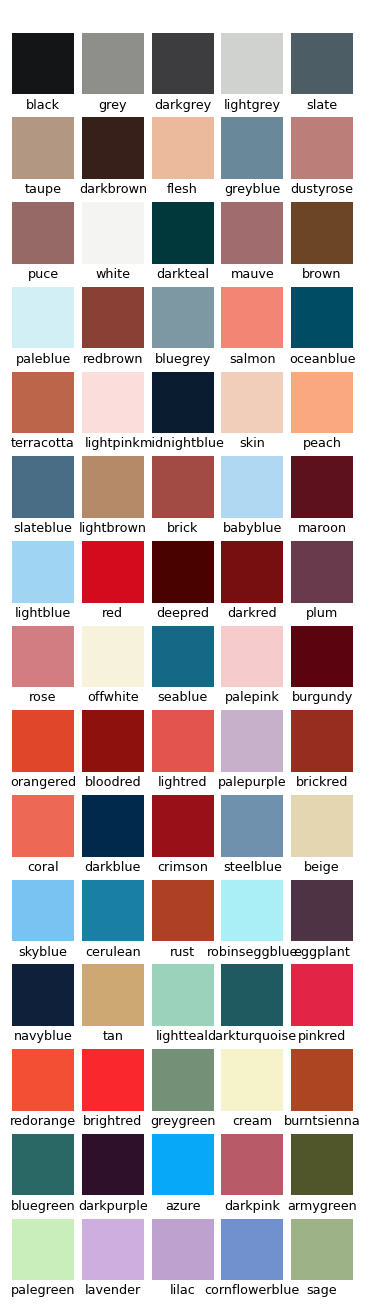 black grey darkgrey lightgrey slate
taupe darkbrown flesh greyblue dustyrose
puce white darkteal mauve brown
paleblue redbrown bluegrey salmon oceanblue
terracotta lightpink midnightblue skin peach
slateblue lightbrown brick babyblue maroon
lightblue red deepred darkred plum
rose offwhite seablue palepink burgundy
orangered bloodred lightred palepurple brickred
coral darkblue crimson steelblue beige
skyblue cerulean rust robinseggblue eggplant
navyblue tan lightteal darkturquoise pinkred
redorange brightred greygreen cream burntsienna
bluegreen darkpurple azure darkpink armygreen
palegreen lavender lilac cornflowerblue sage